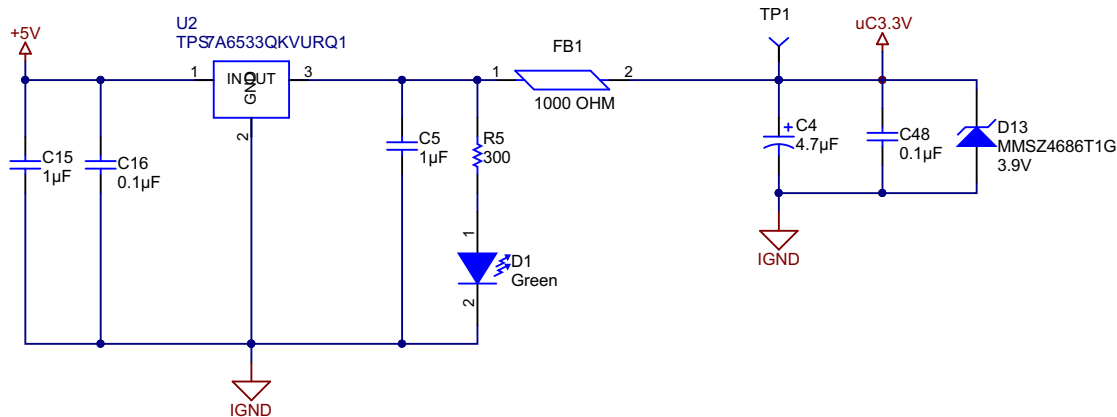 +5V
U2
TPS7A6533QKVURQ1
1
IN
OUT
GND
3
2
C15
1µF
C16
0.1µF
C5
1µF
R5
300
1
D1
Green
2
IGND
FB1
1
2
1000 OHM
TP1
uC3.3V
+
C4
4.7µF
C48
0.1µF
D13
MMSZ4686T1G
3.9V
IGND